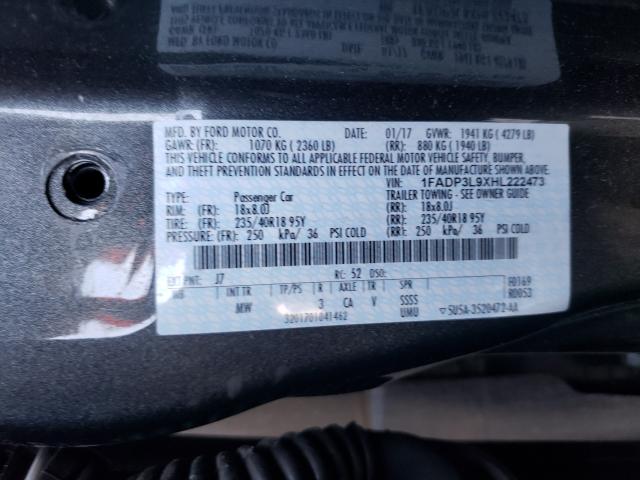 MFD. BY FORD MOTOR CO. DATE: 01/17 GVWR: 1941 KG ( 4279 LB)
GAWR: (FR): 1070 KG ( 2360 LB) (RR): 880 KG ( 1940 LB)
THIS VEHICLE CONFORMS TO ALL APPLICABLE FEDERAL MOTOR VEHICLE SAFETY, BUMPER,
AND THEFT PREVENTION STANDARDS IN EFFECT ON THE DATE OF MANUFACTURE SHOWN ABOVE.
VIN: 1FADP3L9XHL222473
TYPE: Passenger Car TRAILER TOWING - SEE OWNER GUIDE
RIM: (FR): 18x8.0J (RR): 18x8.0J
TIRE: (FR): 235/40R18 95Y (RR): 235/40R18 95Y
PRESSURE: (FR): 250 kPa/ 36 PSI COLD (RR): 250 kPa/ 36 PSI COLD
EXT PNT: J7 RC: 52 DSO: F0169
WB INT TR TP/PS R AXLE TR SPR R0053
MW 3 CA V SSSS
3201701041462 UMU ▽5U5A-3520472-AA